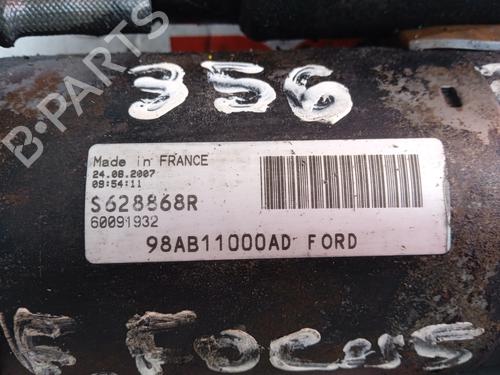 B-PARTS
356
Made in FRANCE
24.08.2007
09:54:11
S628868R
60091932
98AB11000AD FORD
F. FOCUS